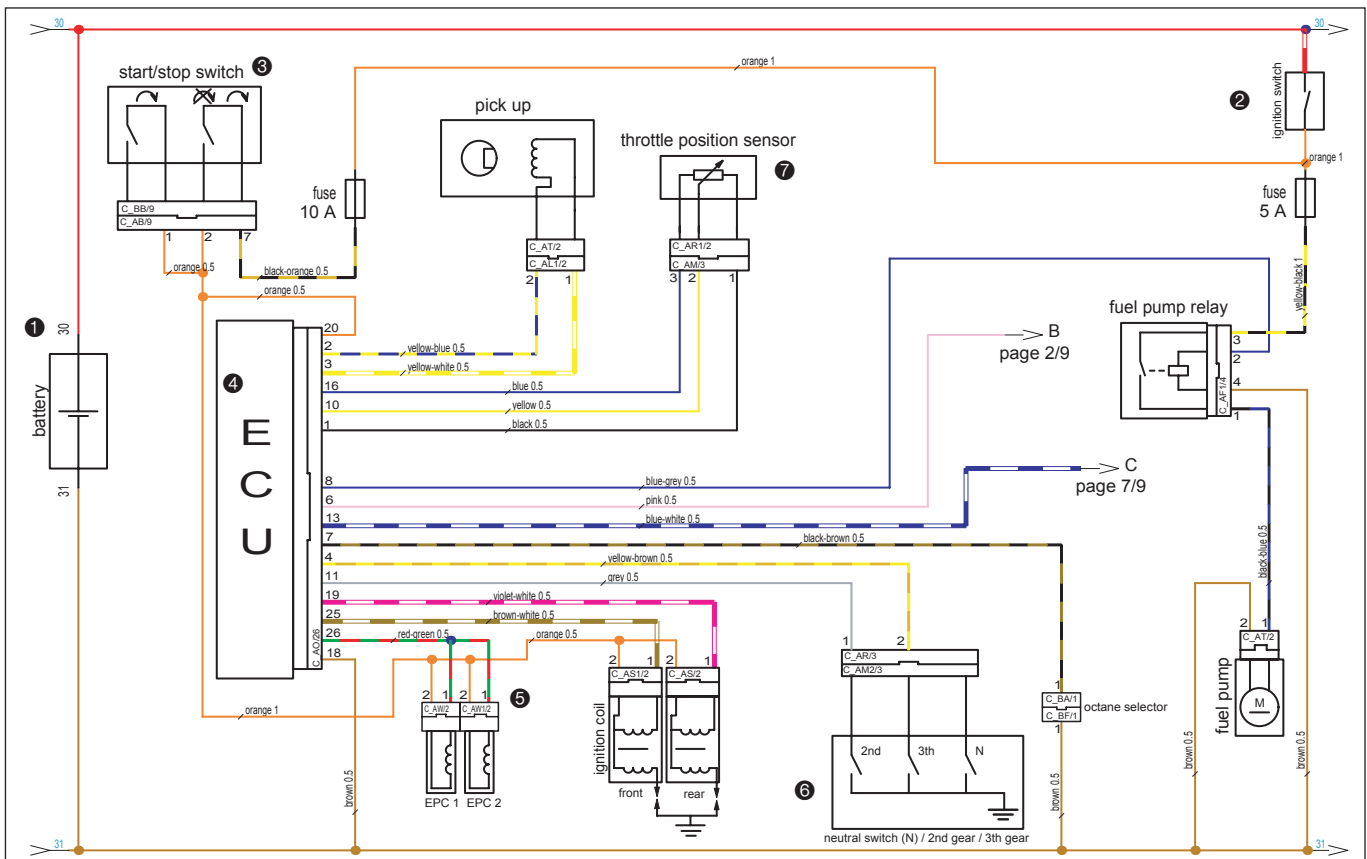 30
30
start/stop switch 3
orange 1
2
ignition switch
pick up
throttle position sensor
7
orange 1
fuse
10 A
fuse
5 A
C_BB/9
C_AB/9
1
2
7
orange 0.5
black-orange 0.5
orange 0.5
C_AT/2
C_AL1/2
2
1
C_AR1/2
C_AM/3
3
2
1
yellow-black 1
fuel pump relay
3
2
4
1
C_AF1/4
B
page 2/9
C
page 7/9
1
30
battery
31
4
E
C
U
C_AO/26
20
2
yellow-blue 0.5
3
yellow-white 0.5
16
blue 0.5
10
yellow 0.5
1
black 0.5
8
blue-grey 0.5
6
pink 0.5
13
blue-white 0.5
7
black-brown 0.5
4
yellow-brown 0.5
11
grey 0.5
19
violet-white 0.5
25
brown-white 0.5
26
red-green 0.5
orange 0.5
18
black-blue 0.5
2
1
C_AT/2
fuel pump
M
1
2
C_AR/3
C_AM2/3
2
1
C_AS1/2
2
1
C_AS/2
2
1
C_AW/2
2
1
C_AW1/2
5
orange 1
1
C_BA/1
C_BF/1
1
octane selector
ignition coil
front
rear
EPC 1
EPC 2
2nd
3th
N
6
neutral switch (N) / 2nd gear / 3th gear
brown 0.5
brown 0.5
brown 0.5
brown 0.5
31
31